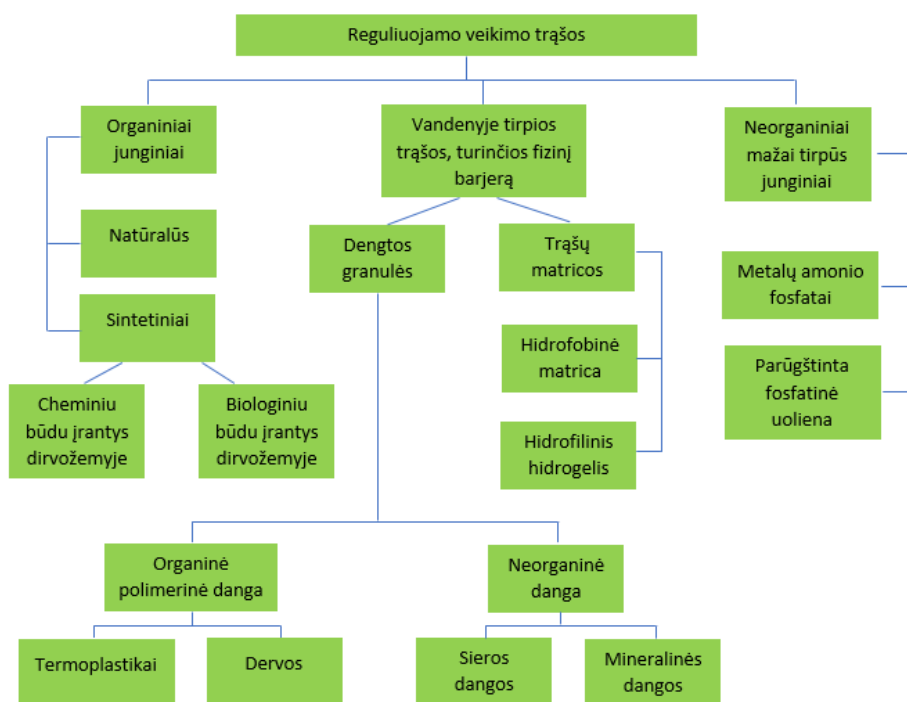 Reguliuojamo veikimo trąšos
Organiniai
junginiai
Vandenyje tirpios
trąšos, turinčios fizinį
barjerą
Neorganiniai
mažai tirpūs
junginiai
Natūralūs
Dengtos
granulės
Trąšų
matricos
Metalų amonio
fosfatai
Sintetiniai
Hidrofobinė
matrica
Parūgštinta
fosfatinė
uoliena
Cheminiu
būdu įrantys
dirvožemyje
Biologiniu
būdu įrantys
dirvožemyje
Hidrofilinis
hidrogelis
Organinė
polimerinė danga
Neorganinė
danga
Termoplastikai
Dervos
Sieros
dangos
Mineralinės
dangos